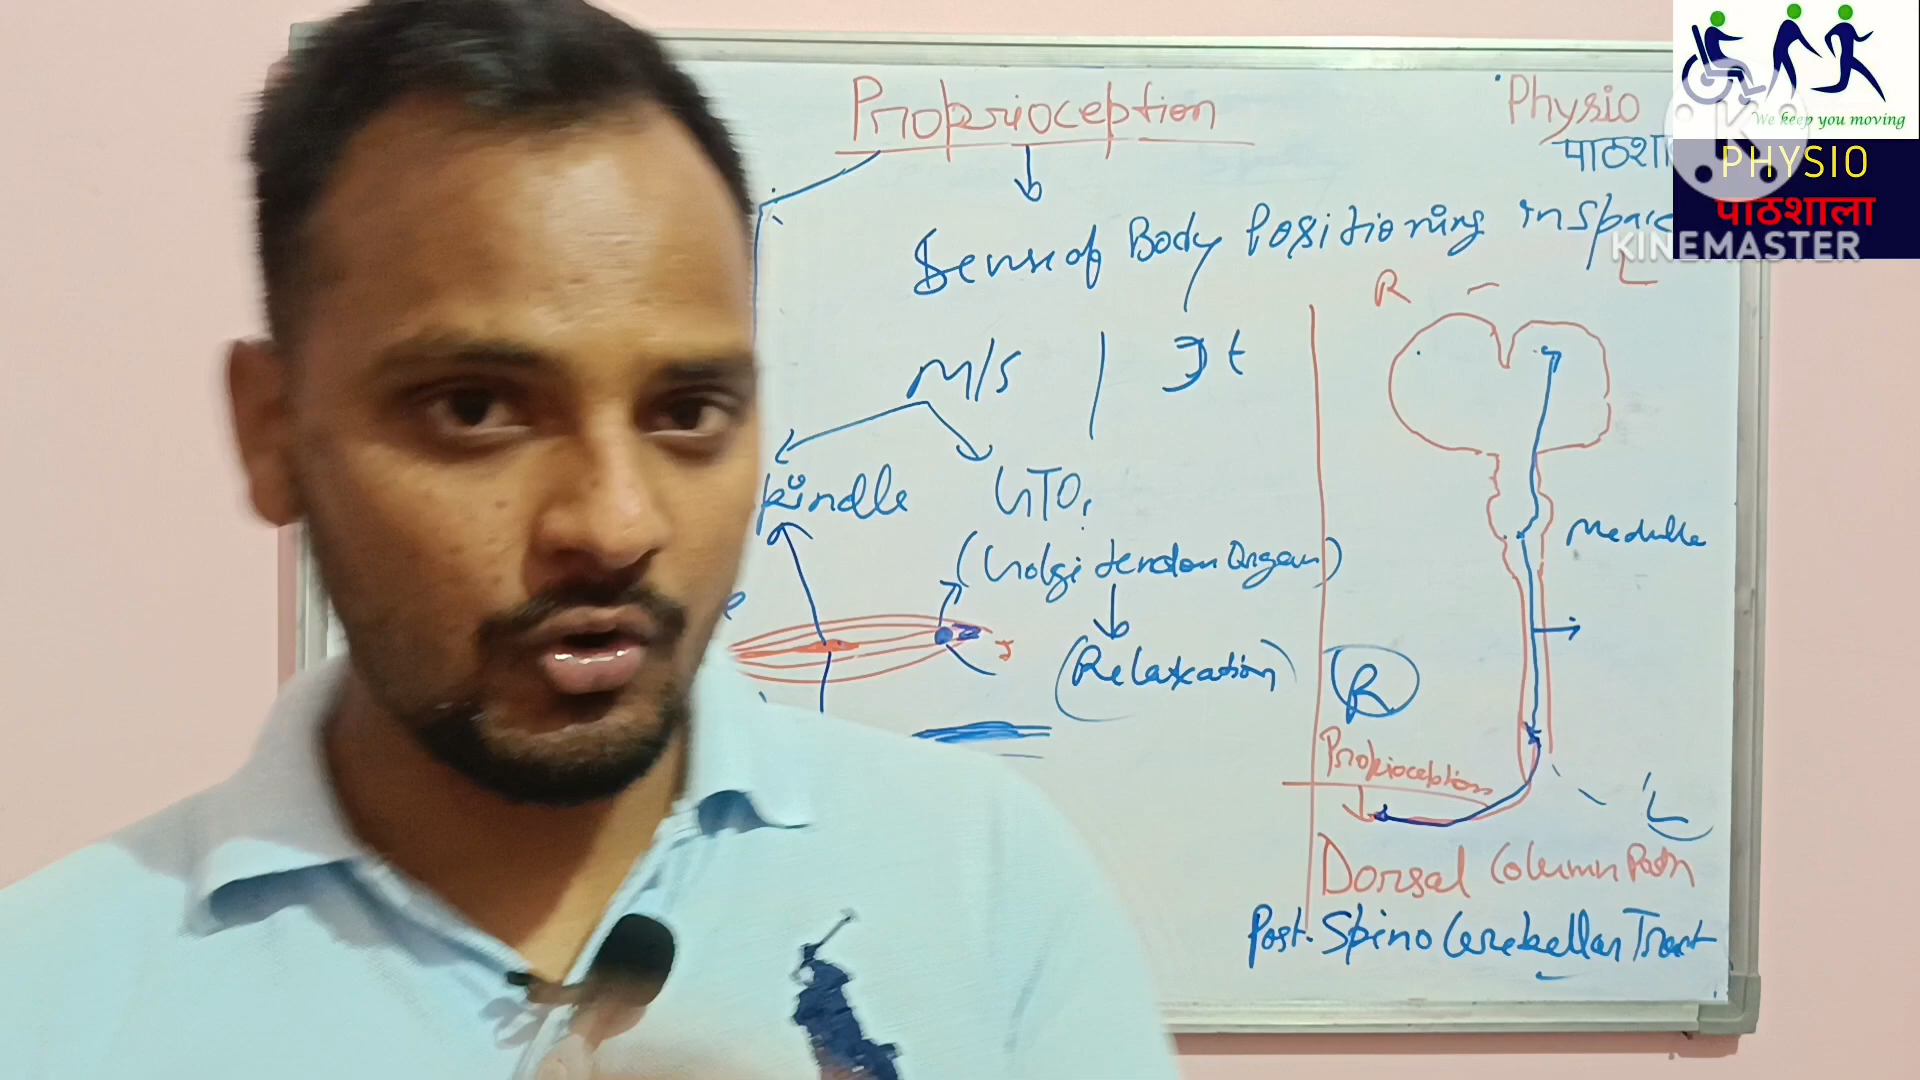 Proprioception
Physio
पाठशा
We keep you moving
PHYSIO
पाठशाला
KINEMASTER
Sense of Body Positioning in Space
R
L
M/S
Jt
pindle
GTO,
(Golgi tendon Organ)
(Relaxation)
Medulla
R
Proprioception
L
Dorsal Column Path
Post. Spino Cerebellar Tract